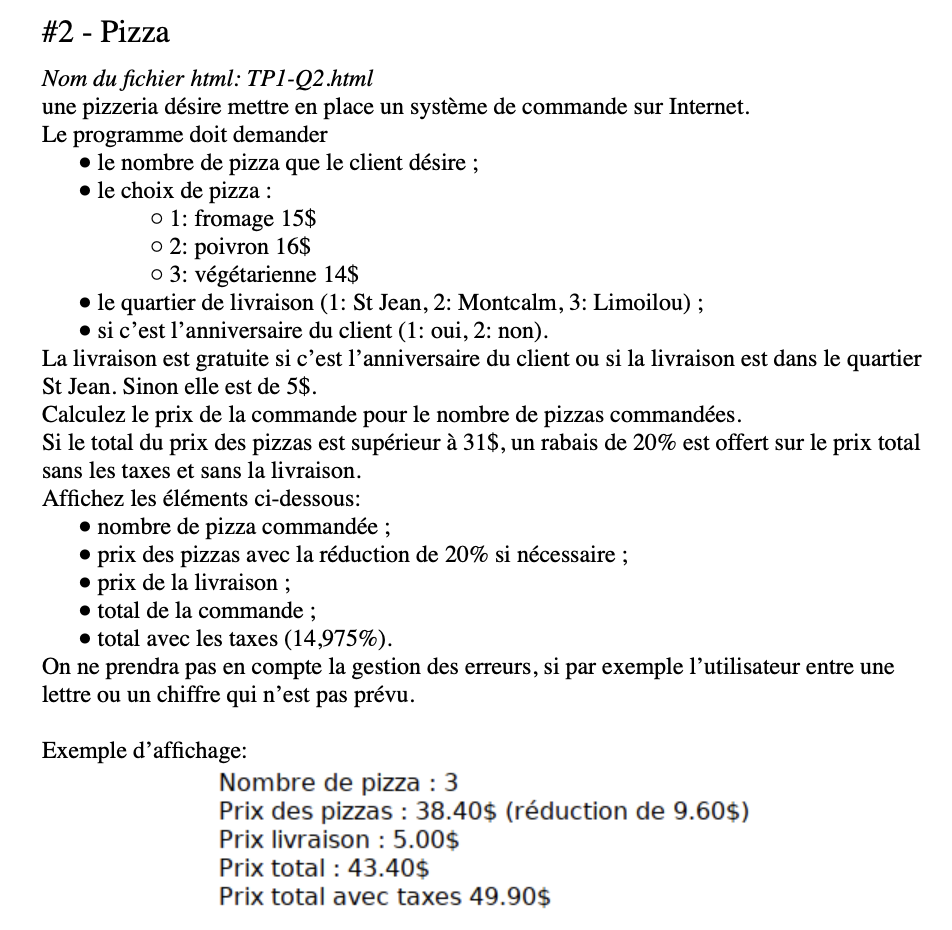 #2 - Pizza
Nom du fichier html: TP1-Q2.html
une pizzeria désire mettre en place un système de commande sur Internet.
Le programme doit demander
● le nombre de pizza que le client désire ;
● le choix de pizza :
○ 1: fromage 15$
○ 2: poivron 16$
○ 3: végétarienne 14$
● le quartier de livraison (1: St Jean, 2: Montcalm, 3: Limoilou) ;
● si c’est l’anniversaire du client (1: oui, 2: non).
La livraison est gratuite si c’est l’anniversaire du client ou si la livraison est dans le quartier
St Jean. Sinon elle est de 5$.
Calculez le prix de la commande pour le nombre de pizzas commandées.
Si le total du prix des pizzas est supérieur à 31$, un rabais de 20% est offert sur le prix total
sans les taxes et sans la livraison.
Affichez les éléments ci-dessous:
● nombre de pizza commandée ;
● prix des pizzas avec la réduction de 20% si nécessaire ;
● prix de la livraison ;
● total de la commande ;
● total avec les taxes (14,975%).
On ne prendra pas en compte la gestion des erreurs, si par exemple l’utilisateur entre une
lettre ou un chiffre qui n’est pas prévu.
Exemple d’affichage:
Nombre de pizza : 3
Prix des pizzas : 38.40$ (réduction de 9.60$)
Prix livraison : 5.00$
Prix total : 43.40$
Prix total avec taxes 49.90$